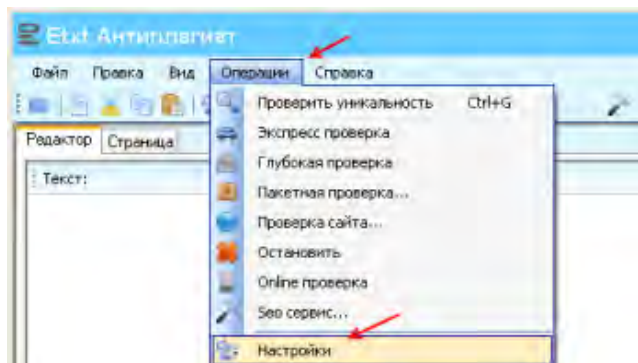 Etxt Антиплагиат
Файл Правка Вид Операции Справка
Проверить уникальность Ctrl+G
Редактор Страница
Экспресс проверка
Глубокая проверка
Текст:
Пакетная проверка...
Проверка сайта...
Остановить
Online проверка
Seo сервис...
Настройки